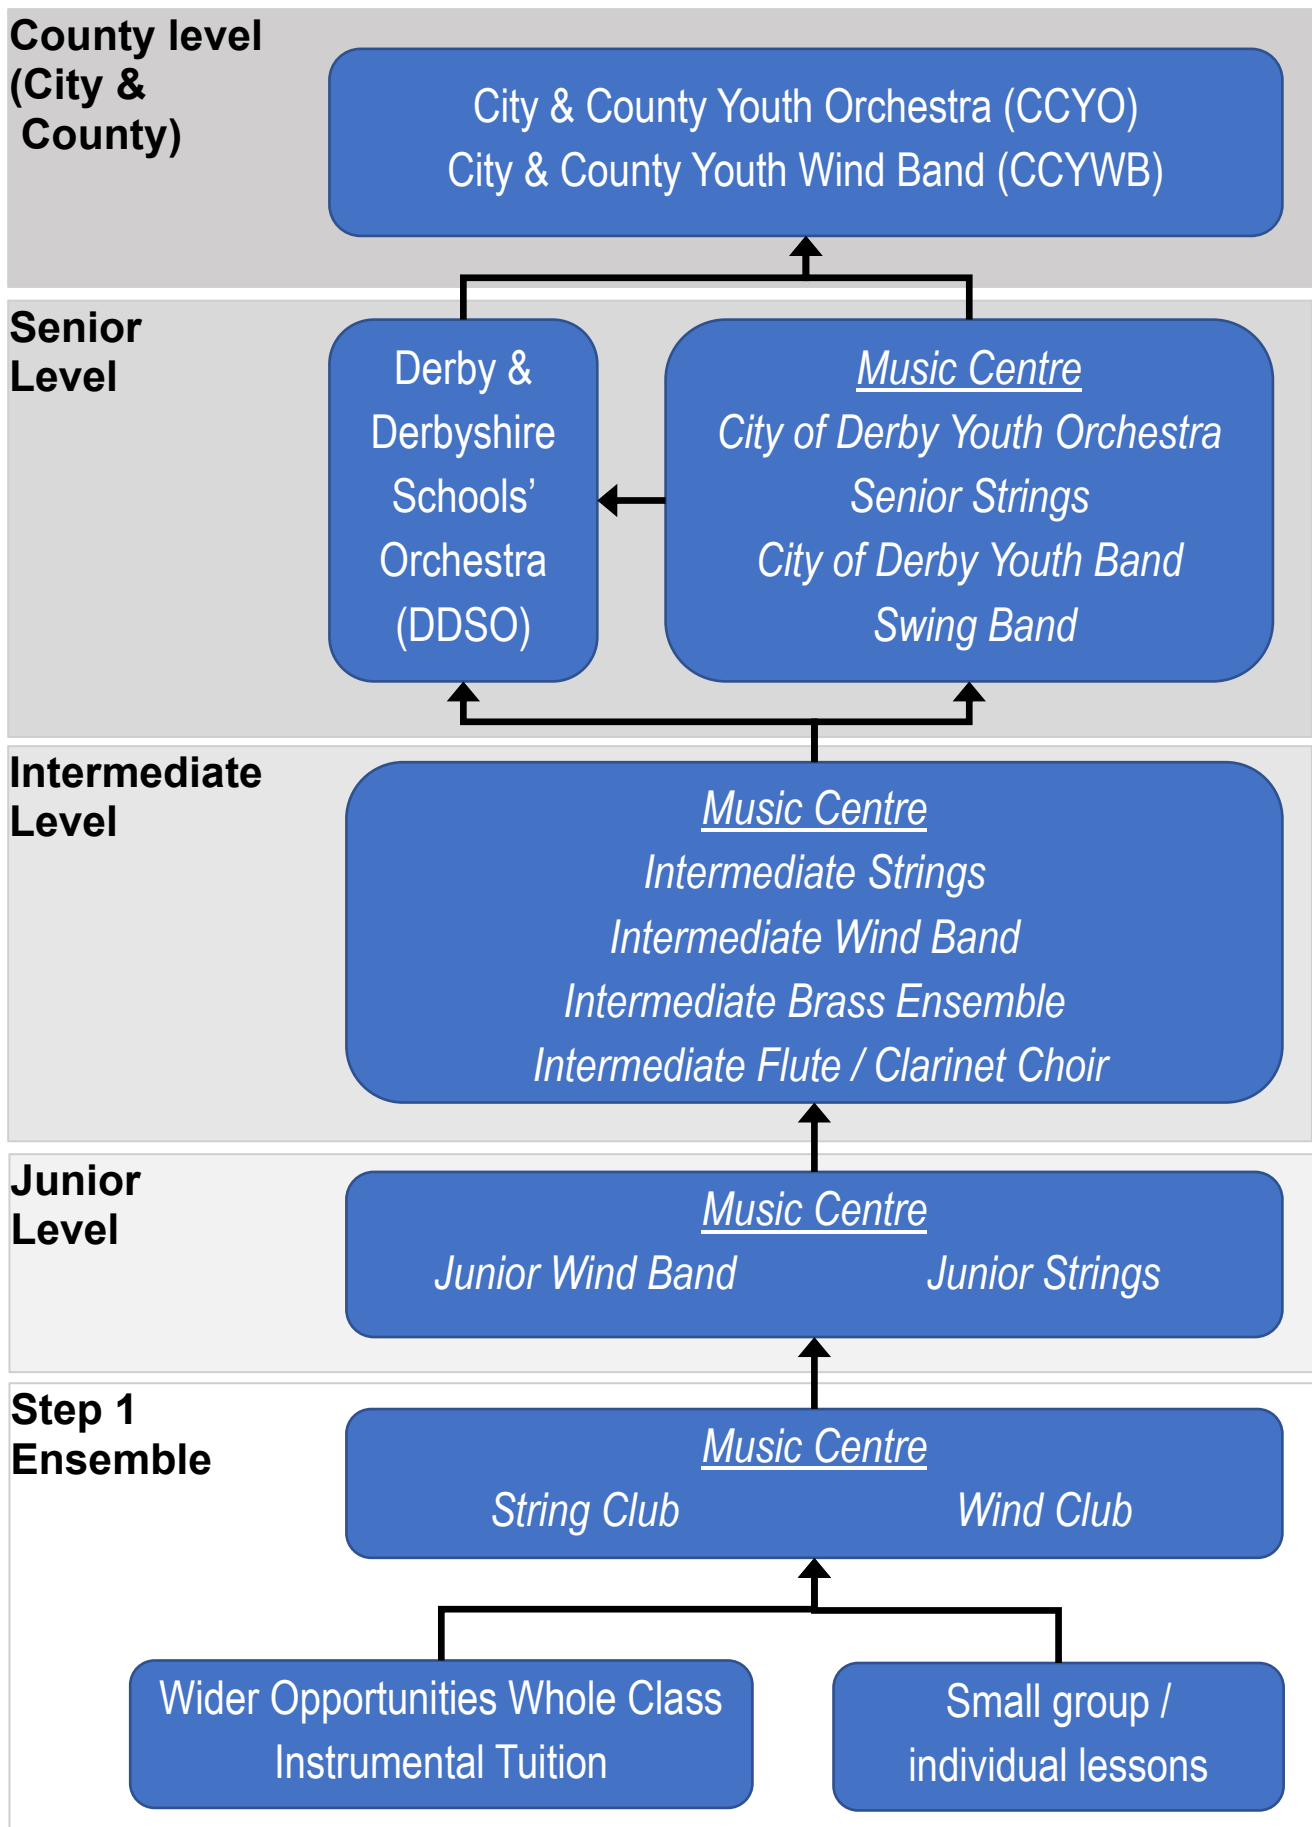 County level
(City &
County)
City & County Youth Orchestra (CCYO)
City & County Youth Wind Band (CCYWB)
Senior
Level
Derby &
Derbyshire
Schools’
Orchestra
(DDSO)
Music Centre
City of Derby Youth Orchestra
Senior Strings
City of Derby Youth Band
Swing Band
Intermediate
Level
Music Centre
Intermediate Strings
Intermediate Wind Band
Intermediate Brass Ensemble
Intermediate Flute / Clarinet Choir
Junior
Level
Music Centre
Junior Wind Band Junior Strings
Step 1
Ensemble
Music Centre
String Club Wind Club
Wider Opportunities Whole Class
Instrumental Tuition
Small group /
individual lessons